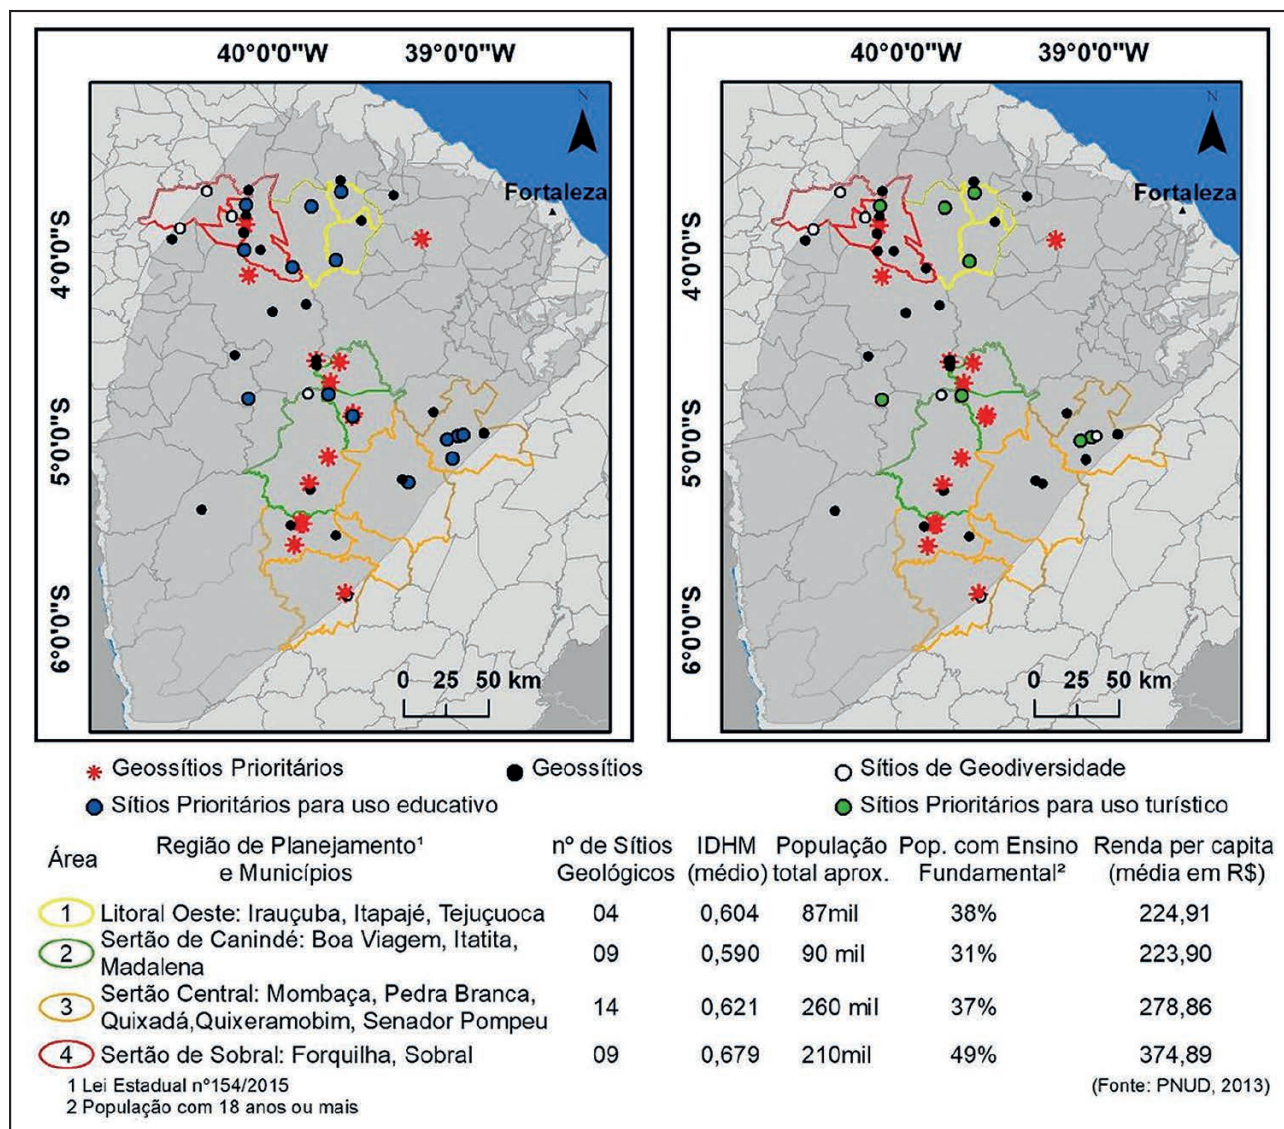 40°0'0"W 39°0'0"W
40°0'0"W 39°0'0"W
N
N
Fortaleza
Fortaleza
4°0'0"S
4°0'0"S
5°0'0"S
5°0'0"S
6°0'0"S
6°0'0"S
0 25 50 km
0 25 50 km
Geossítios Prioritários
Geossítios
Sítios de Geodiversidade
Sítios Prioritários para uso educativo
Sítios Prioritários para uso turístico
Área
Região de Planejamento¹
e Municípios
nº de Sítios
Geológicos
IDHM
(médio)
População
total aprox.
Pop. com Ensino
Fundamental²
Renda per capita
(média em R$)
1 Litoral Oeste: Irauçuba, Itapajé, Tejuçuoca 04 0,604 87mil 38% 224,91
2 Sertão de Canindé: Boa Viagem, Itatita,
Madalena 09 0,590 90 mil 31% 223,90
3 Sertão Central: Mombaça, Pedra Branca,
Quixadá,Quixeramobim, Senador Pompeu 14 0,621 260 mil 37% 278,86
4 Sertão de Sobral: Forquilha, Sobral 09 0,679 210mil 49% 374,89
1 Lei Estadual nº154/2015
2 População com 18 anos ou mais
(Fonte: PNUD, 2013)